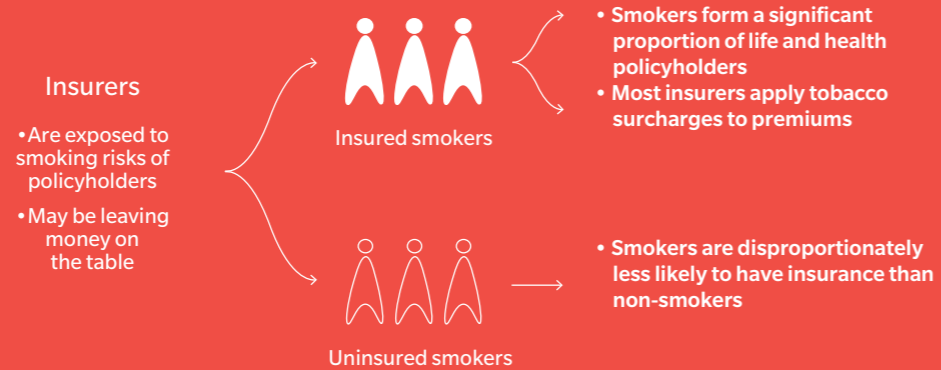 Insurers
•Are exposed to
smoking risks of
policyholders
•May be leaving
money on
the table
Insured smokers
• Smokers form a significant
proportion of life and health
policyholders
• Most insurers apply tobacco
surcharges to premiums
Uninsured smokers
• Smokers are disproportionately
less likely to have insurance than
non-smokers